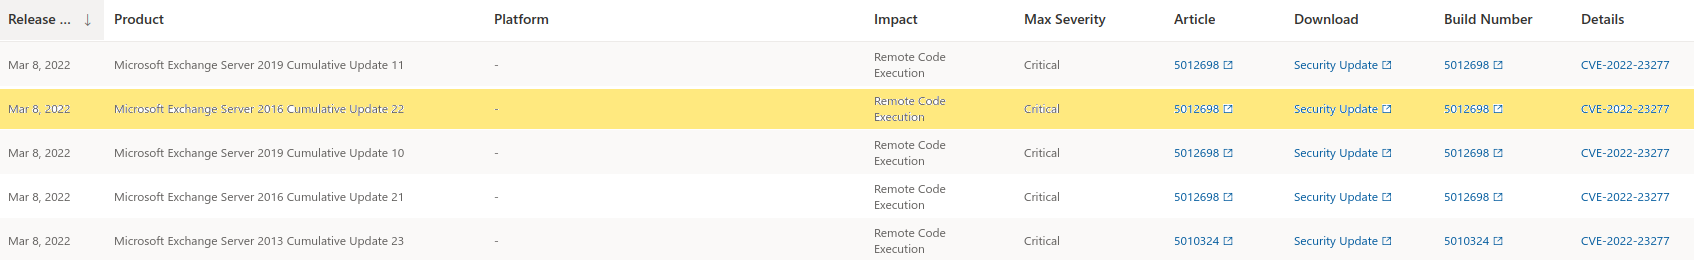 Release ... ↓ Product Platform Impact Max Severity Article Download Build Number Details
Mar 8, 2022 Microsoft Exchange Server 2019 Cumulative Update 11 - Remote Code Execution Critical 5012698 Security Update 5012698 CVE-2022-23277
Mar 8, 2022 Microsoft Exchange Server 2016 Cumulative Update 22 - Remote Code Execution Critical 5012698 Security Update 5012698 CVE-2022-23277
Mar 8, 2022 Microsoft Exchange Server 2019 Cumulative Update 10 - Remote Code Execution Critical 5012698 Security Update 5012698 CVE-2022-23277
Mar 8, 2022 Microsoft Exchange Server 2016 Cumulative Update 21 - Remote Code Execution Critical 5012698 Security Update 5012698 CVE-2022-23277
Mar 8, 2022 Microsoft Exchange Server 2013 Cumulative Update 23 - Remote Code Execution Critical 5010324 Security Update 5010324 CVE-2022-23277